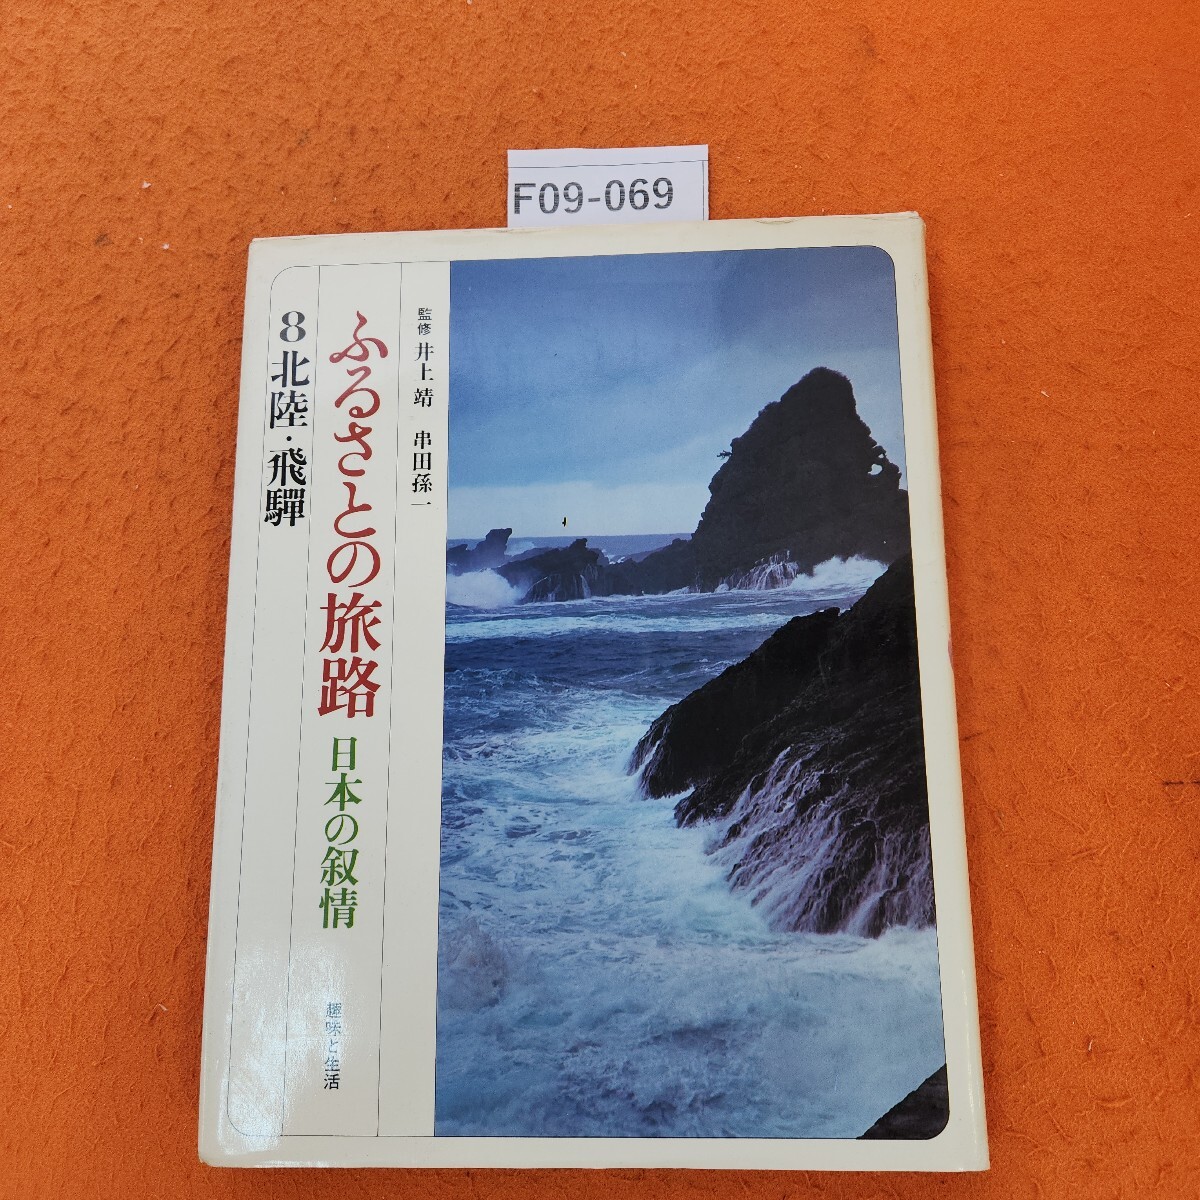 F09-069
監修 井上 靖 串田孫一
ふるさとの旅路 日本の叙情
8 北陸・飛驒
趣味と生活